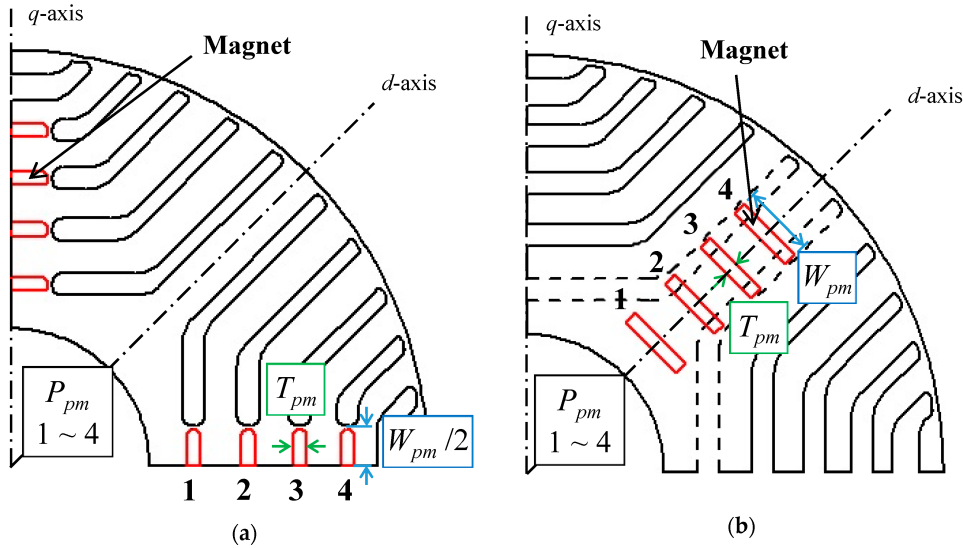 q-axis
Magnet
d-axis
T_pm
P_pm
1 ~ 4
W_pm /2
1 2 3 4
(a)
q-axis
Magnet
d-axis
4
3
2
1
W_pm
T_pm
P_pm
1 ~ 4
(b)